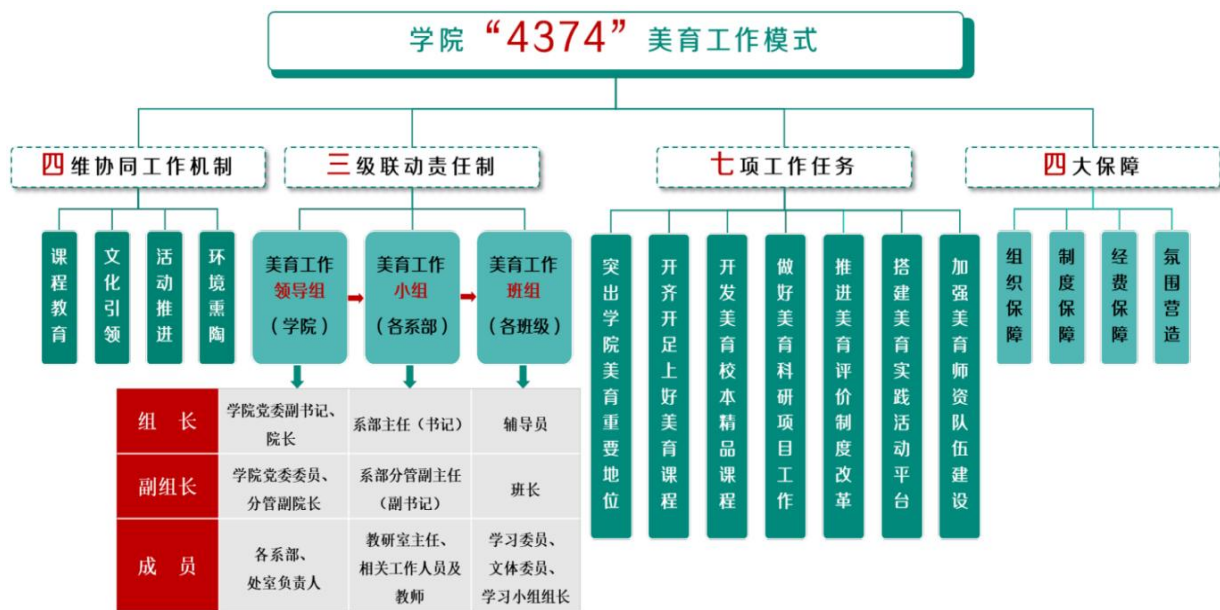 学院“4374”美育工作模式
四维协同工作机制
三级联动责任制
七项工作任务
四大保障
课程教育
文化引领
活动推进
环境熏陶
美育工作
领导组
（学院）
美育工作
小组
（各系部）
美育工作
班组
（各班级）
突出学院美育重要地位
开齐开足上好美育课程
开发美育校本精品课程
做好美育科研项目工作
推进美育评价制度改革
搭建美育实践活动平台
加强美育师资队伍建设
组织保障
制度保障
经费保障
氛围营造
组 长
学院党委副书记、
院长
系部主任（书记）
辅导员
副组长
学院党委委员、
分管副院长
系部分管副主任
（副书记）
班长
成 员
各系部、
处室负责人
教研室主任、
相关工作人员及
教师
学习委员、
文体委员、
学习小组组长